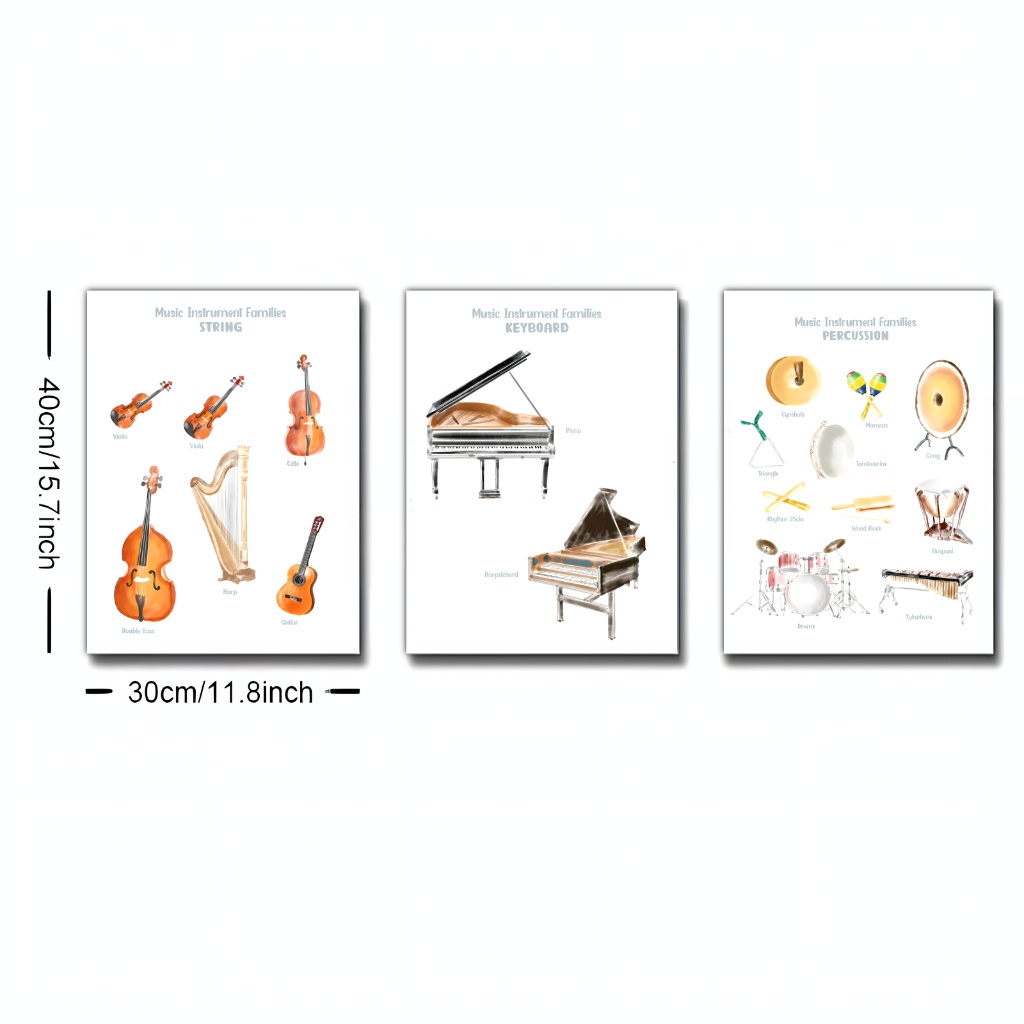 40cm/15.7inch
30cm/11.8inch
Music Instrument Families
STRING
Violin
Viola
Cello
Double Bass
Harp
Guitar
Music Instrument Families
KEYBOARD
Piano
Harpsichord
Music Instrument Families
PERCUSSION
Cymbals
Maracas
Gong
Triangle
Tambourine
Rhythm Sticks
Wood Block
Timpani
Drums
Xylophone